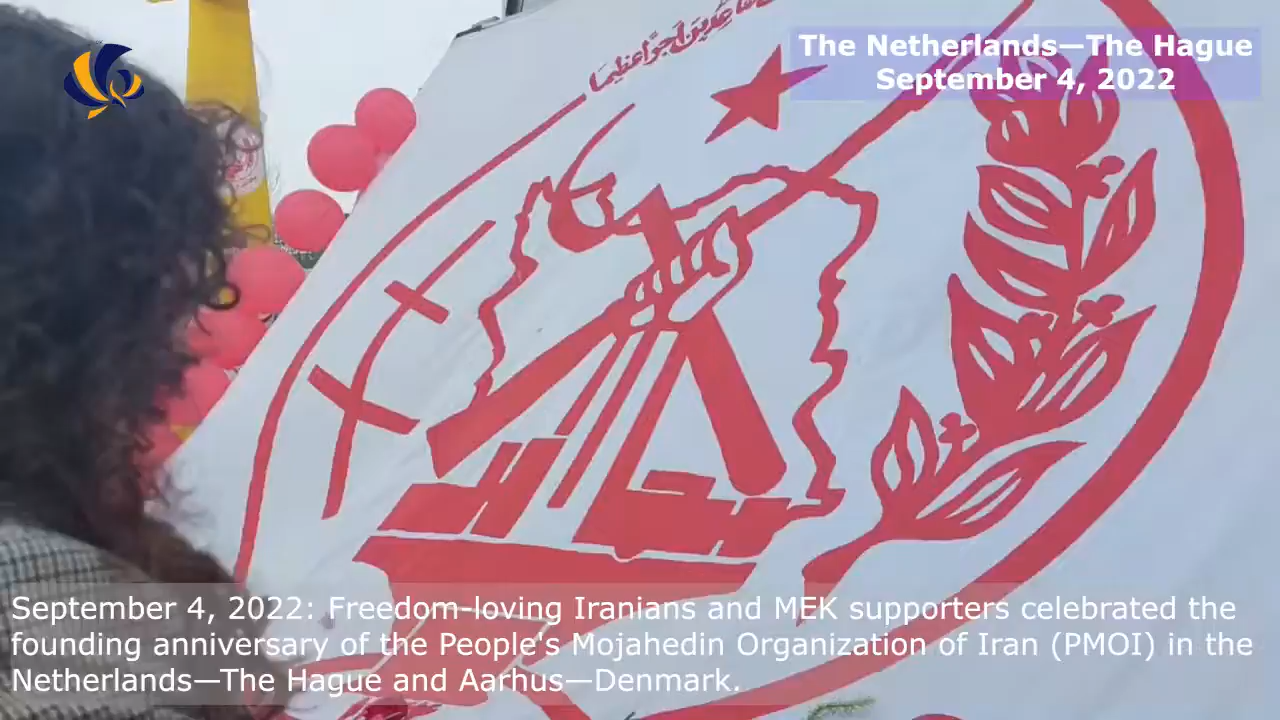 The Netherlands—The Hague
September 4, 2022
September 4, 2022: Freedom-loving Iranians and MEK supporters celebrated the
founding anniversary of the People's Mojahedin Organization of Iran (PMOI) in the
Netherlands—The Hague and Aarhus—Denmark.